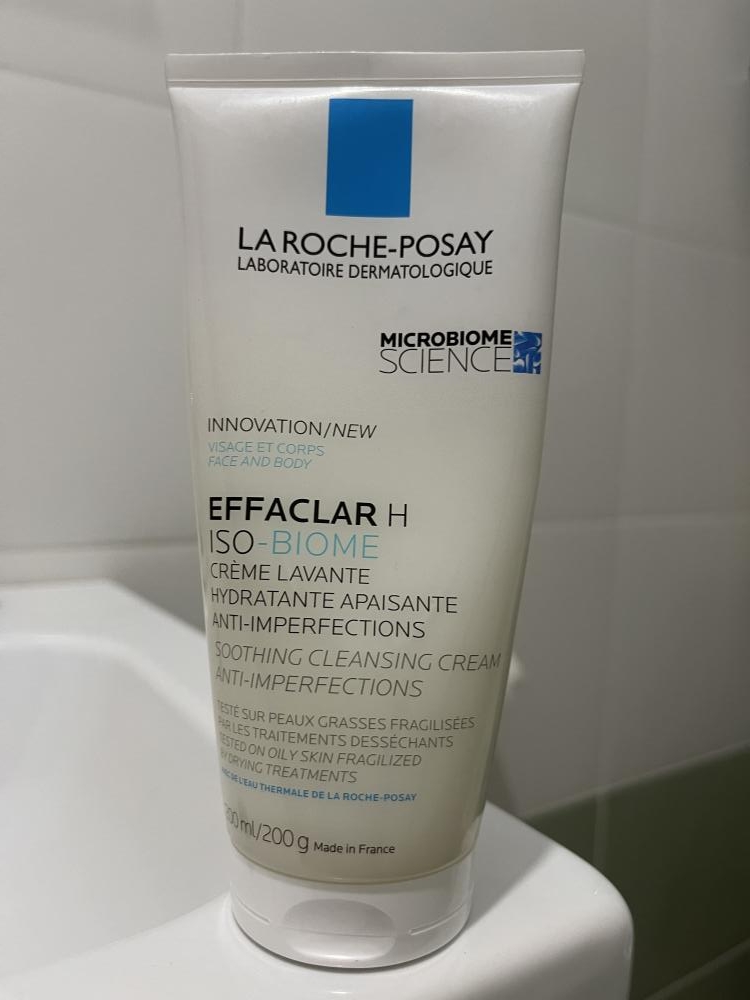 LA ROCHE-POSAY
LABORATOIRE DERMATOLOGIQUE
MICROBIOME
SCIENCE
INNOVATION/NEW
VISAGE ET CORPS
FACE AND BODY
EFFACLAR H
ISO-BIOME
CRÈME LAVANTE
HYDRATANTE APAISANTE
ANTI-IMPERFECTIONS
SOOTHING CLEANSING CREAM
ANTI-IMPERFECTIONS
TESTÉ SUR PEAUX GRASSES FRAGILISÉES
PAR LES TRAITEMENTS DESSÉCHANTS
TESTED ON OILY SKIN FRAGILIZED
BY DRYING TREATMENTS
AVEC DE L'EAU THERMALE DE LA ROCHE-POSAY
200 ml/200 g Made in France